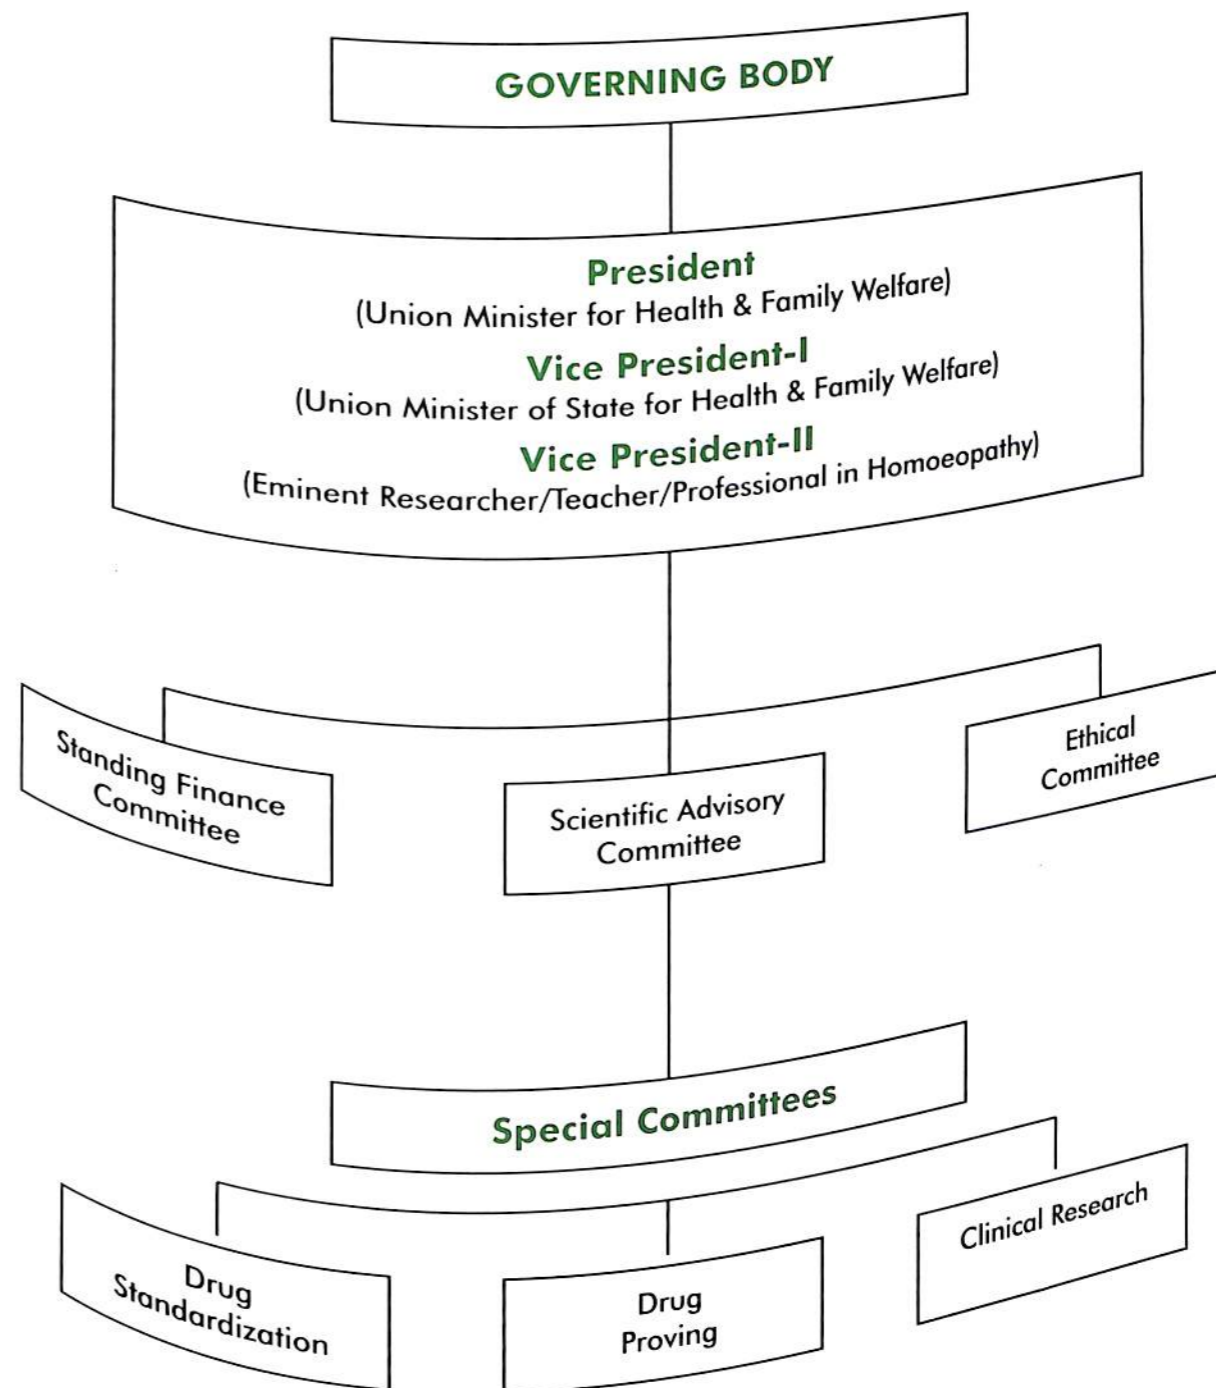 GOVERNING BODY
President
(Union Minister for Health & Family Welfare)
Vice President-I
(Union Minister of State for Health & Family Welfare)
Vice President-II
(Eminent Researcher/Teacher/Professional in Homoeopathy)
Standing Finance
Committee
Scientific Advisory
Committee
Ethical
Committee
Special Committees
Drug
Standardization
Drug
Proving
Clinical Research